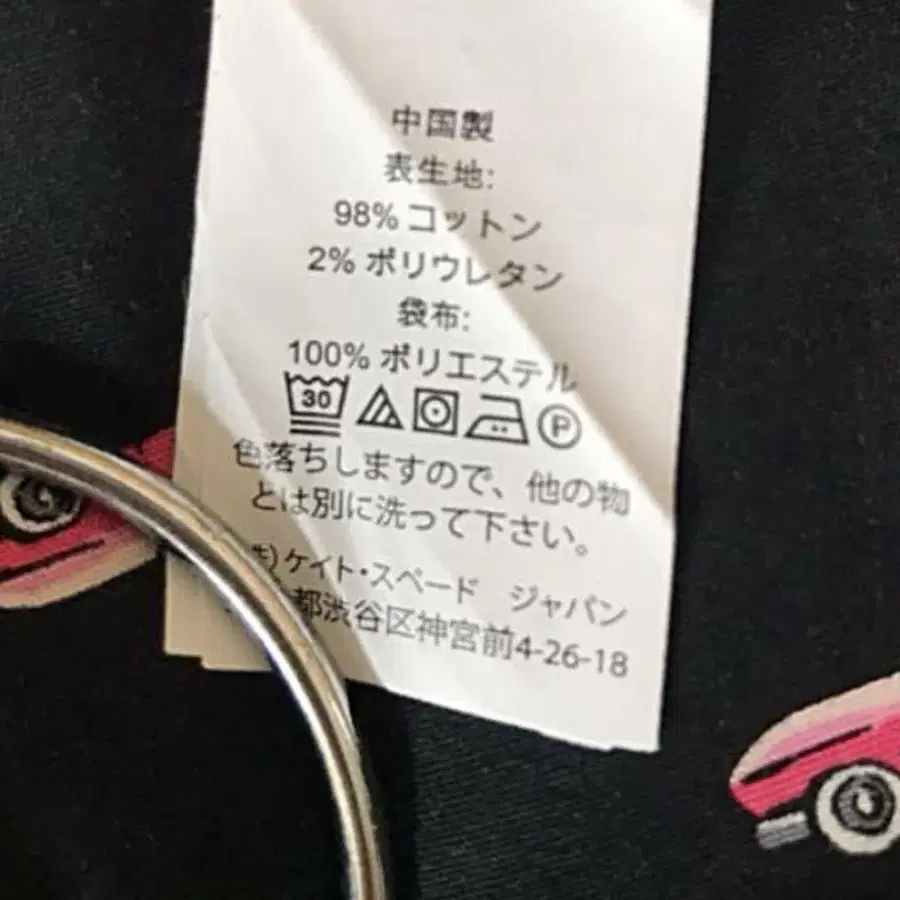 中国製
表生地:
98% コットン
2% ポリウレタン
袋布:
100% ポリエステル
30 P
色落ちしますので、他の物
とは別に洗って下さい。
ケイト・スペード ジャパン
都渋谷区神宮前4-26-18